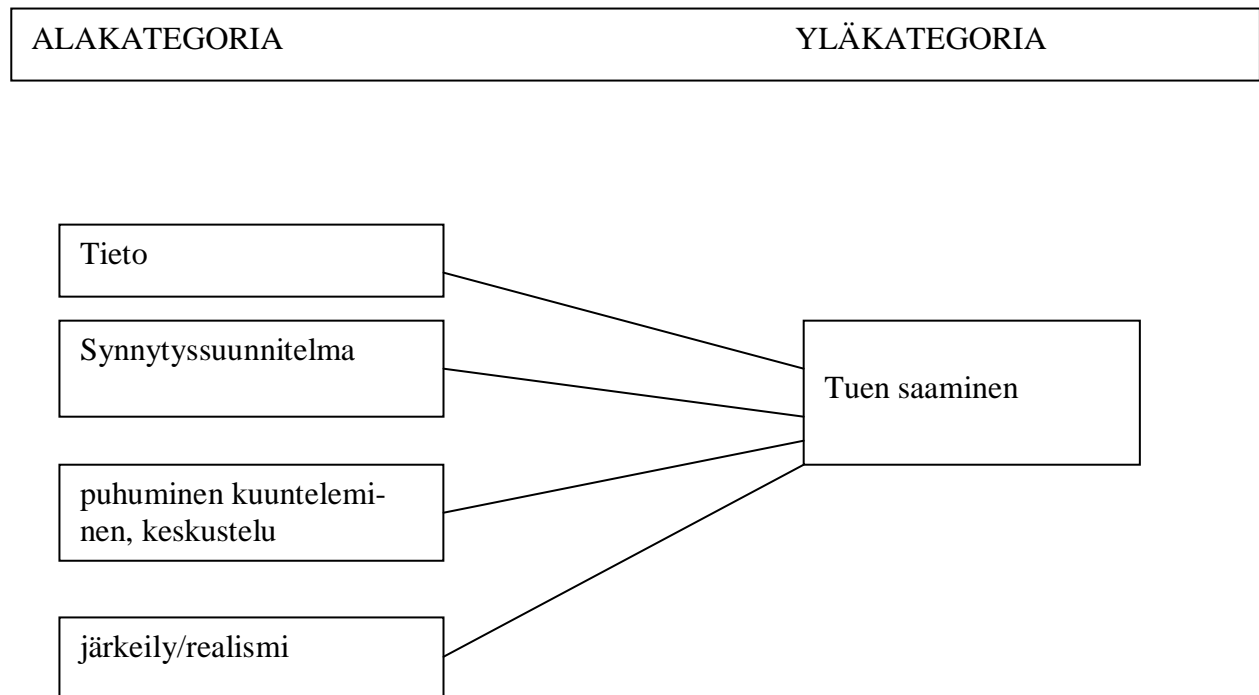 ALAKATEGORIA YLÄKATEGORIA
Tieto
Synnytyssuunnitelma
Tuen saaminen
puhuminen kuuntelemi-
nen, keskustelu
järkeily/realismi